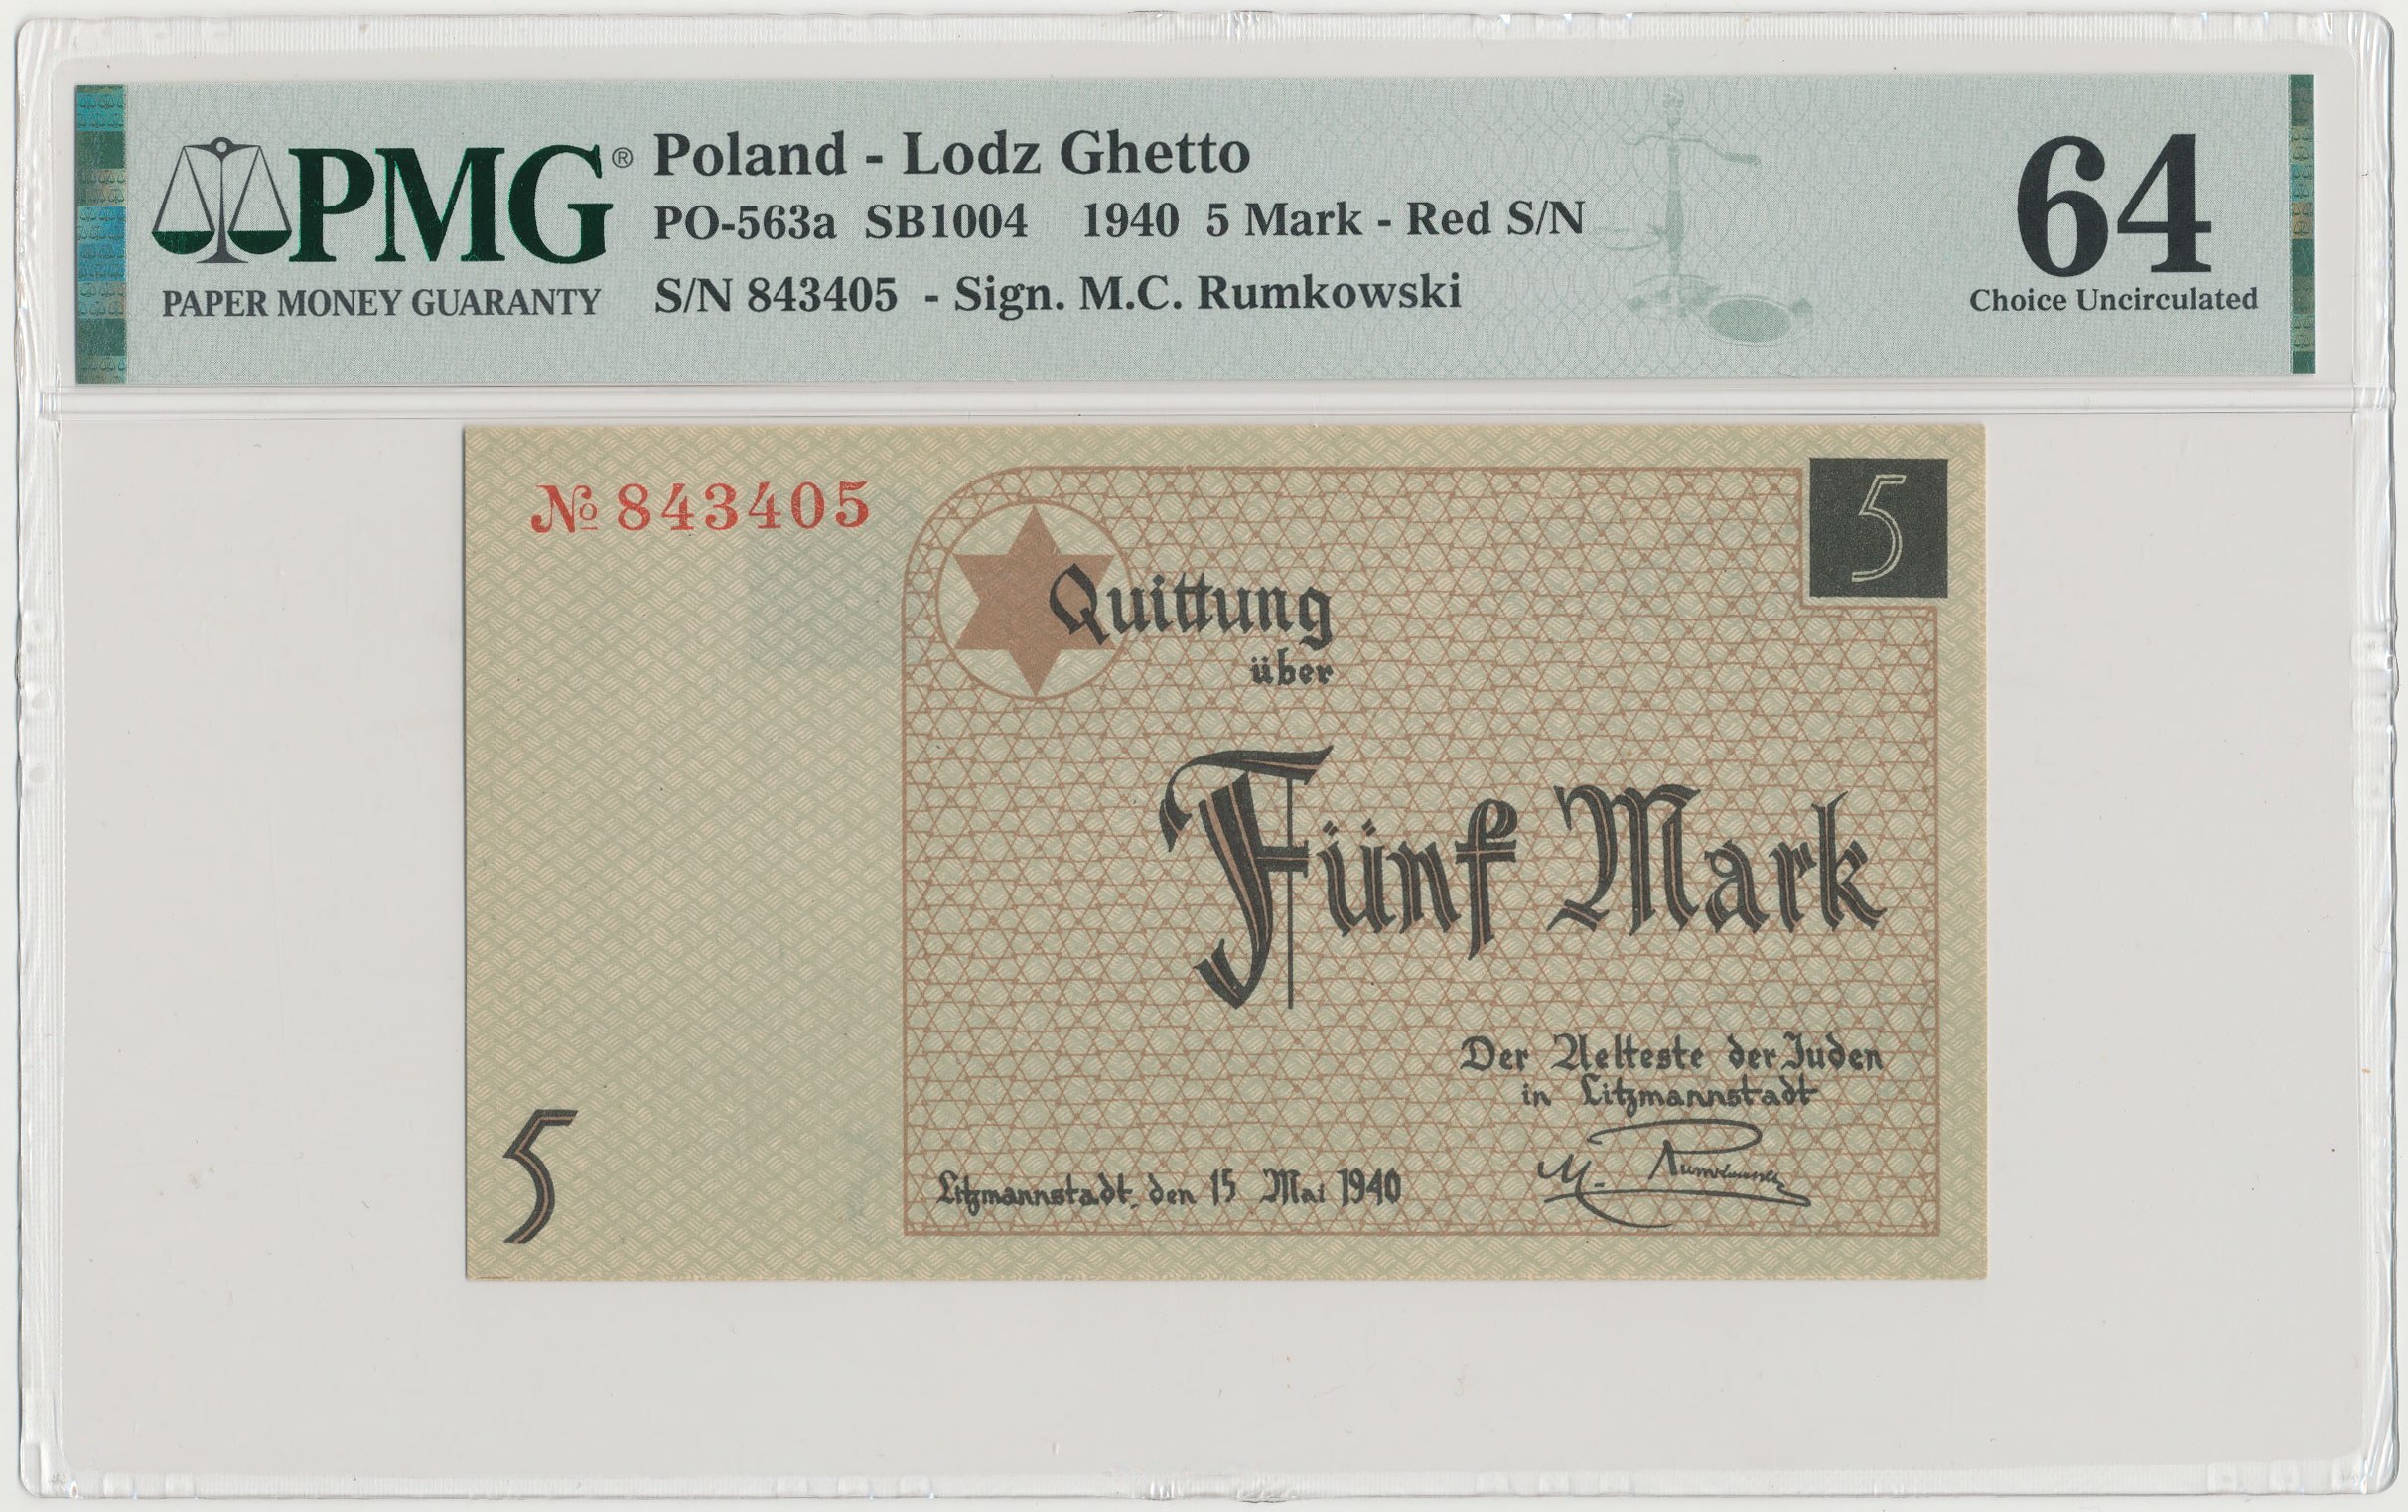 PMG®
PAPER MONEY GUARANTY
Poland - Lodz Ghetto
PO-563a SB1004 1940 5 Mark - Red S/N
S/N 843405 - Sign. M.C. Rumkowski
64
Choice Uncirculated
№ 843405
5
Quittung
über
Fünf Mark
Der Aelteste der Juden
in Litzmannstadt
M. Rumkowski
5
Litzmannstadt, den 15 Mai 1940